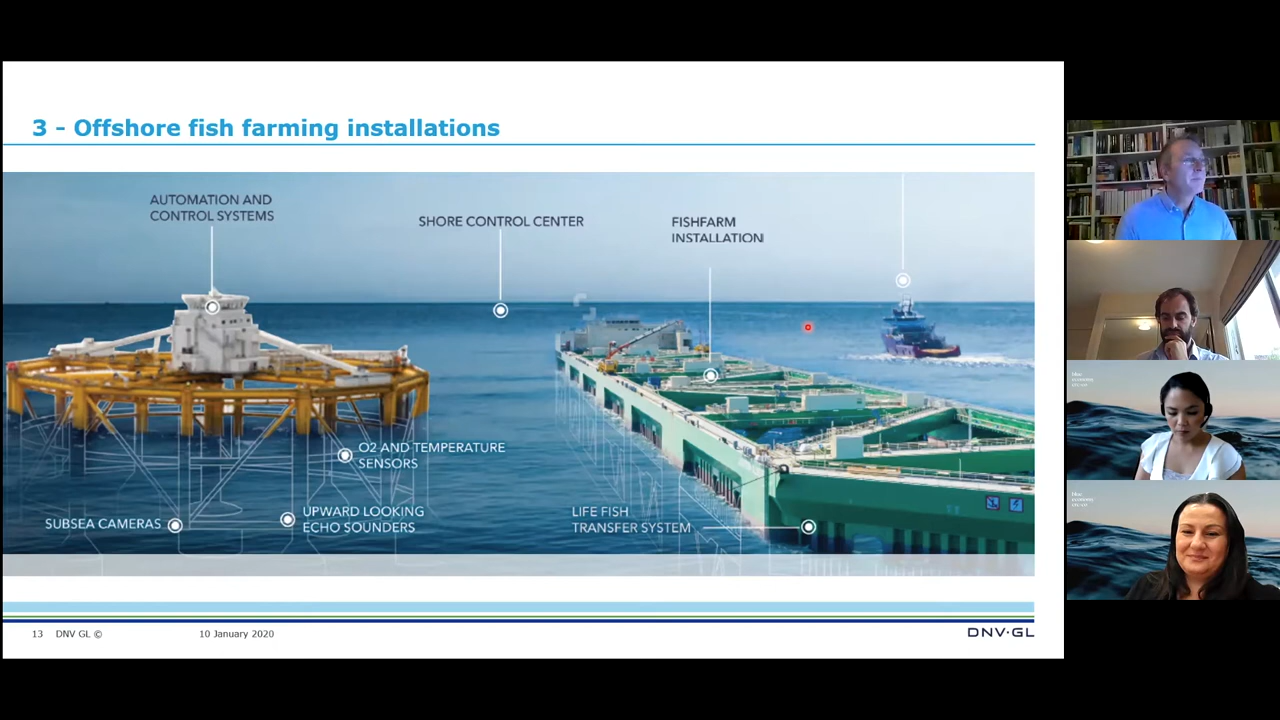 3 - Offshore fish farming installations
AUTOMATION AND
CONTROL SYSTEMS
SHORE CONTROL CENTER
FISHFARM
INSTALLATION
O2 AND TEMPERATURE
SENSORS
SUBSEA CAMERAS
UPWARD LOOKING
ECHO SOUNDERS
LIFE FISH
TRANSFER SYSTEM
13 DNV GL © 10 January 2020
DNV·GL